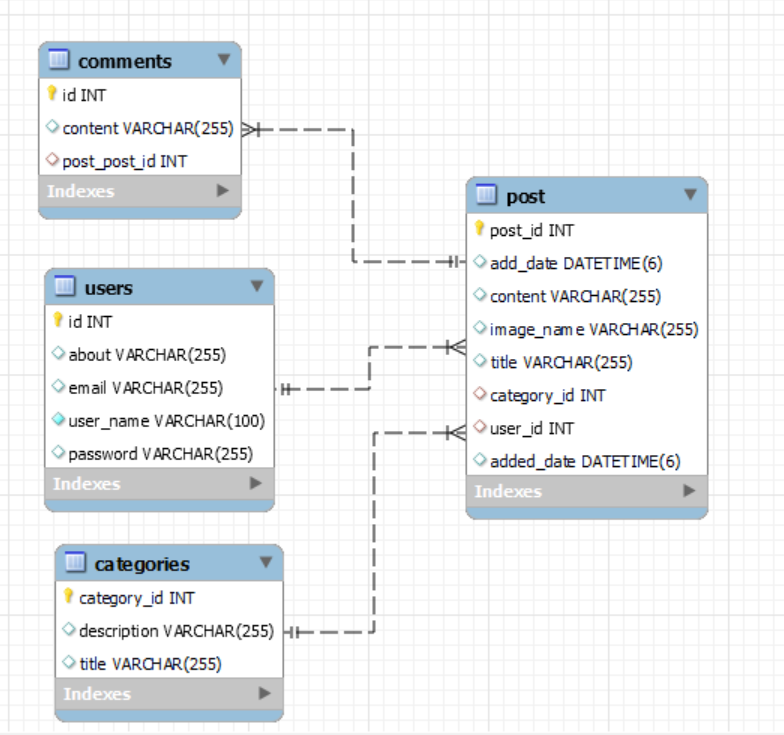 comments
id INT
content VARCHAR(255)
post_post_id INT
Indexes
users
id INT
about VARCHAR(255)
email VARCHAR(255)
user_name VARCHAR(100)
password VARCHAR(255)
Indexes
categories
category_id INT
description VARCHAR(255)
title VARCHAR(255)
Indexes
post
post_id INT
add_date DATETIME(6)
content VARCHAR(255)
image_name VARCHAR(255)
title VARCHAR(255)
category_id INT
user_id INT
added_date DATETIME(6)
Indexes